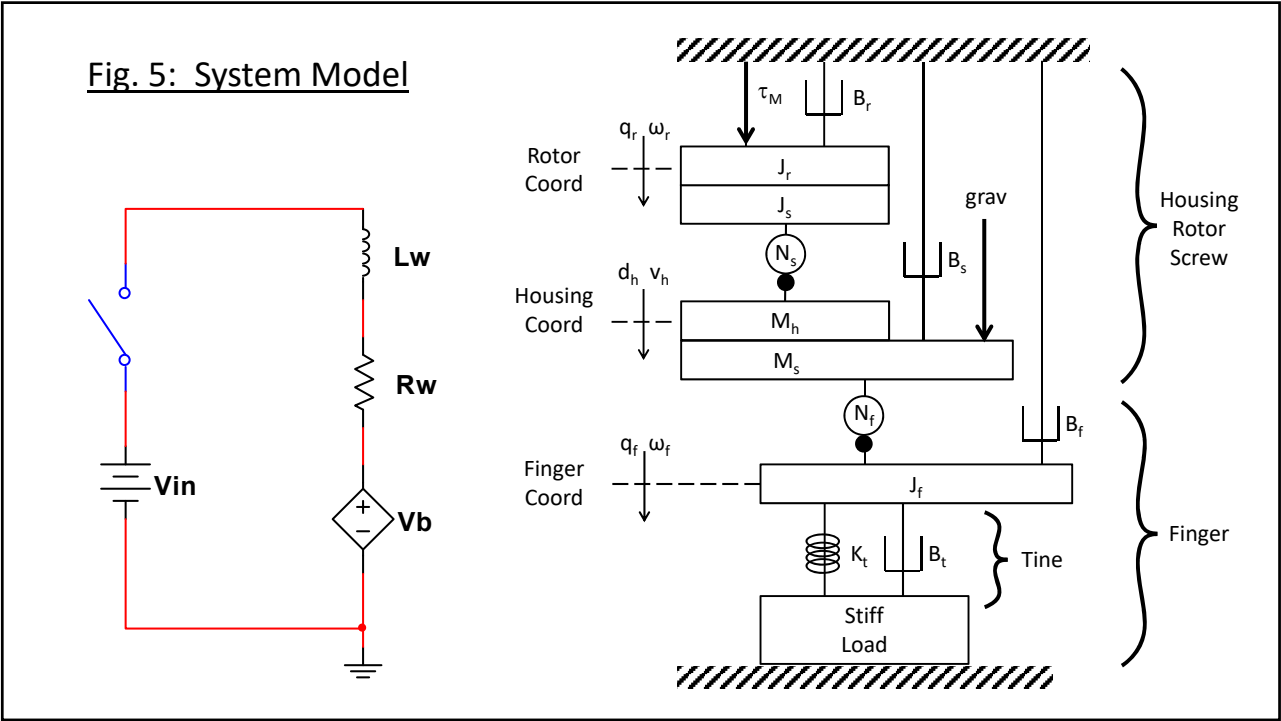 Fig. 5: System Model
τM
Br
qr ωr
Rotor
Coord
Jr
Js
grav
Housing
Rotor
Screw
Ns
Bs
Lw
dh vh
Housing
Coord
Mh
Ms
Rw
Nf
Bf
qf ωf
Finger
Coord
Jf
Vin
Vb
Kt
Bt
Tine
Finger
Stiff
Load